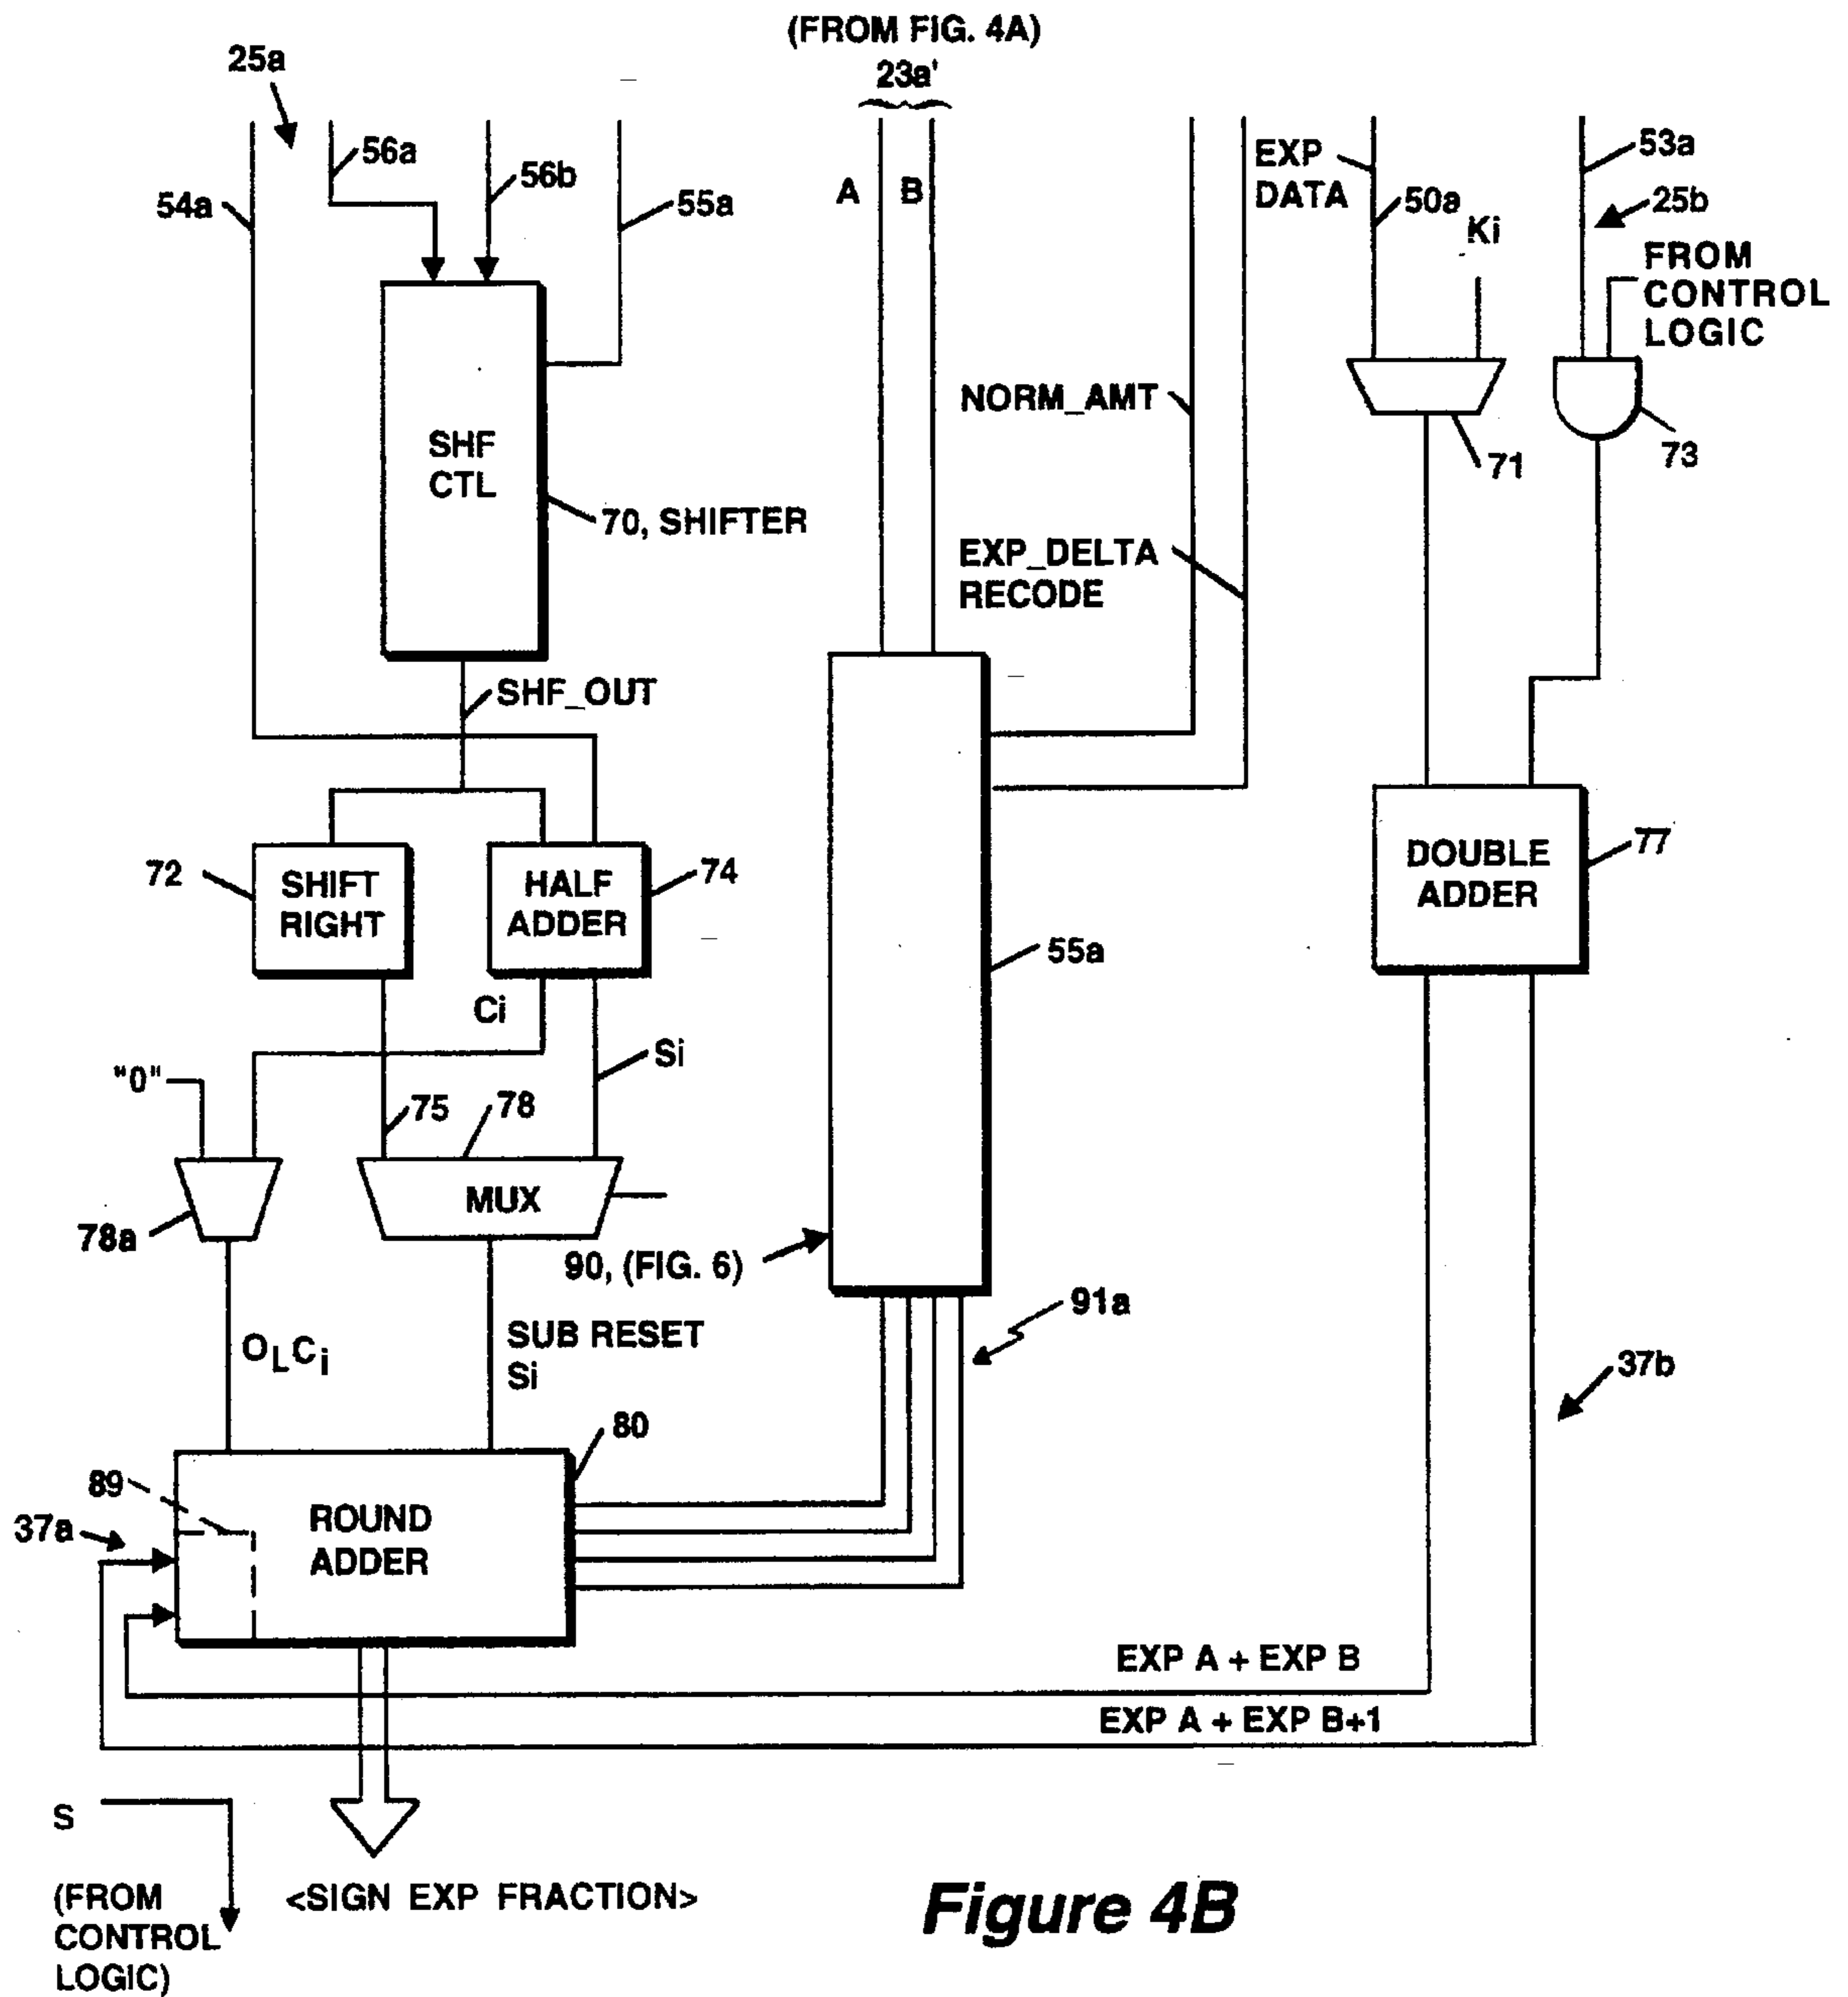 (FROM FIG. 4A)
23a'
25a
56a
56b
54a
55a
A
B
EXP
DATA
50a
Ki
53a
25b
FROM
CONTROL
LOGIC
SHF
CTL
70, SHIFTER
NORM_AMT
EXP_DELTA
RECODE
71
73
SHF_OUT
72
SHIFT
RIGHT
HALF
ADDER
74
DOUBLE
ADDER
77
55a
Ci
Si
"0"
75
78
MUX
78a
90, (FIG. 6)
91a
OLCi
SUB RESET
Si
37b
80
89
37a
ROUND
ADDER
EXP A + EXP B
EXP A + EXP B+1
S
(FROM
CONTROL
LOGIC)
<SIGN EXP FRACTION>
Figure 4B